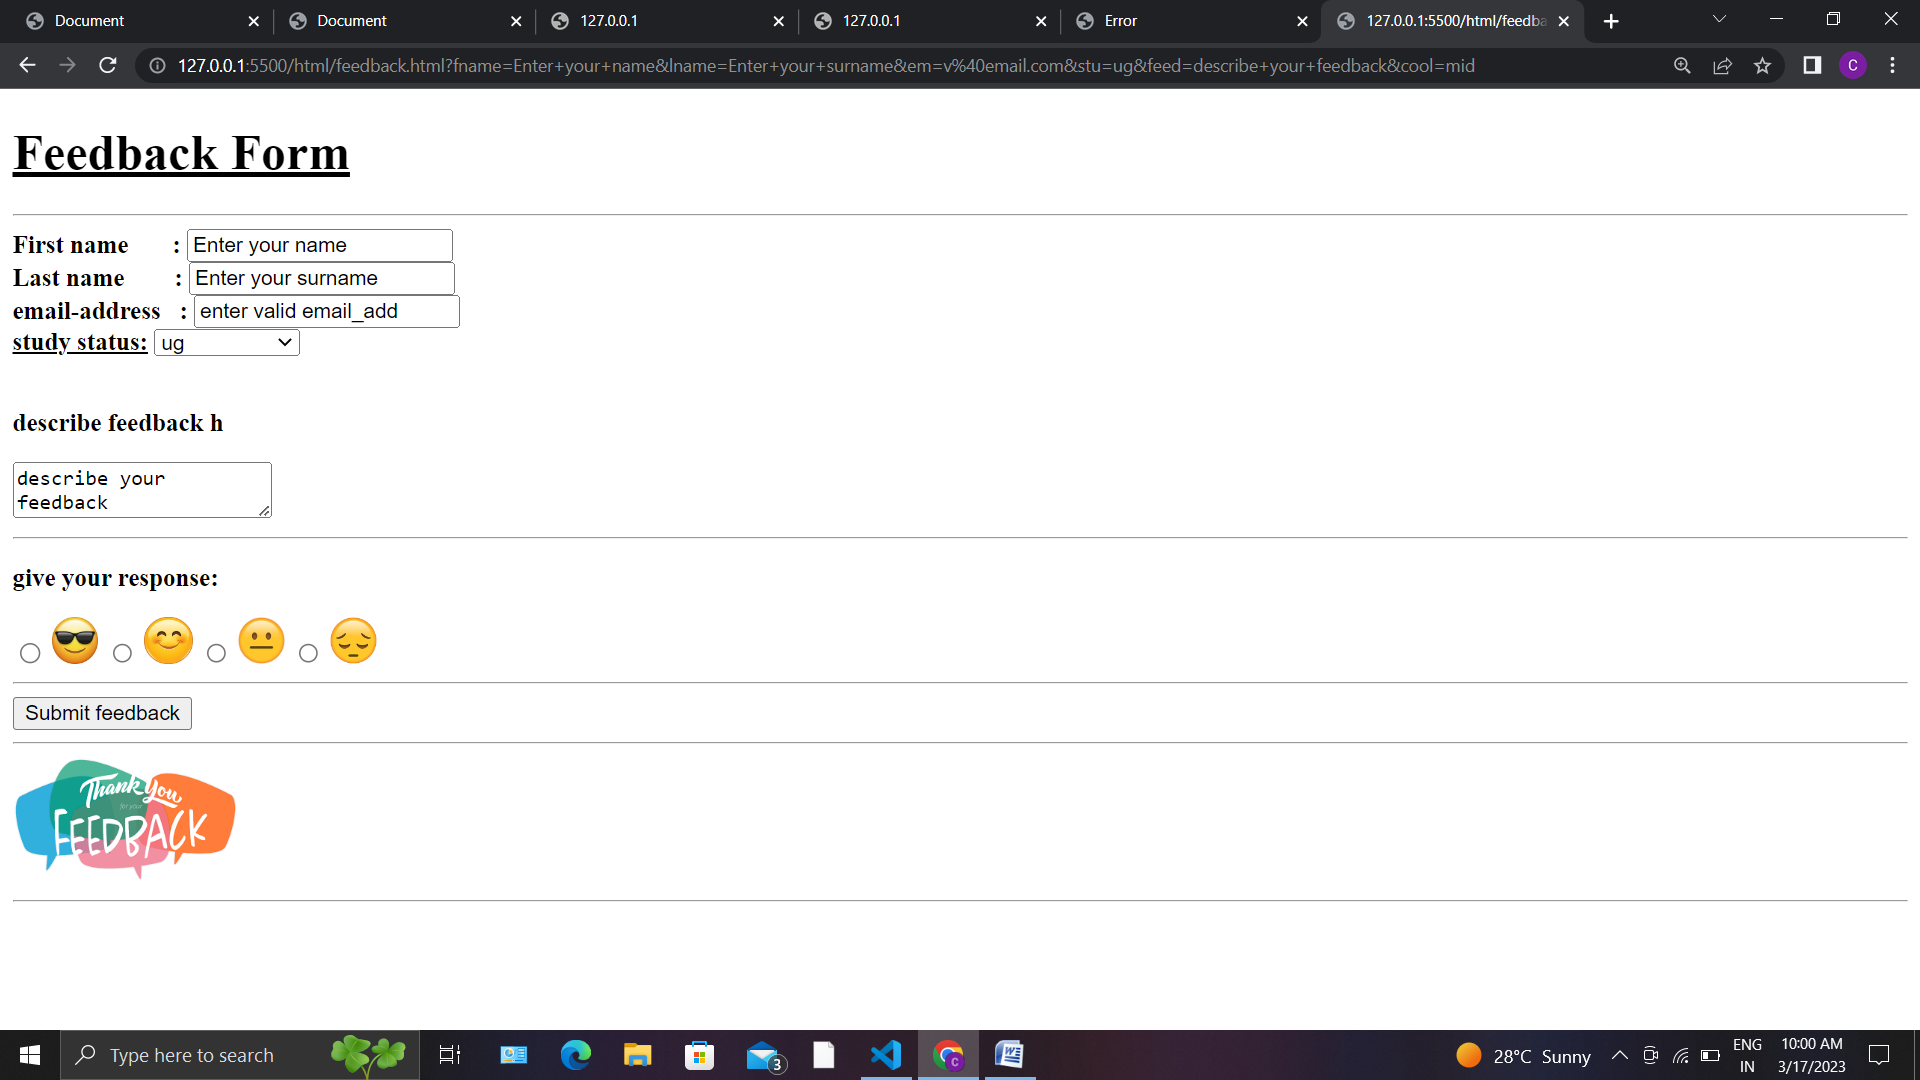 Document
Document
127.0.0.1
127.0.0.1
Error
127.0.0.1:5500/html/feedba
127.0.0.1:5500/html/feedback.html?fname=Enter+your+name&lname=Enter+your+surname&em=v%40email.com&stu=ug&feed=describe+your+feedback&cool=mid
C
Feedback Form
First name : Enter your name
Last name : Enter your surname
email-address : enter valid email_add
study status: ug
describe feedback h
describe your
feedback
give your response:
Submit feedback
Thank You
for your
FEEDBACK
Type here to search
3
C
W
28°C Sunny
ENG
IN
10:00 AM
3/17/2023